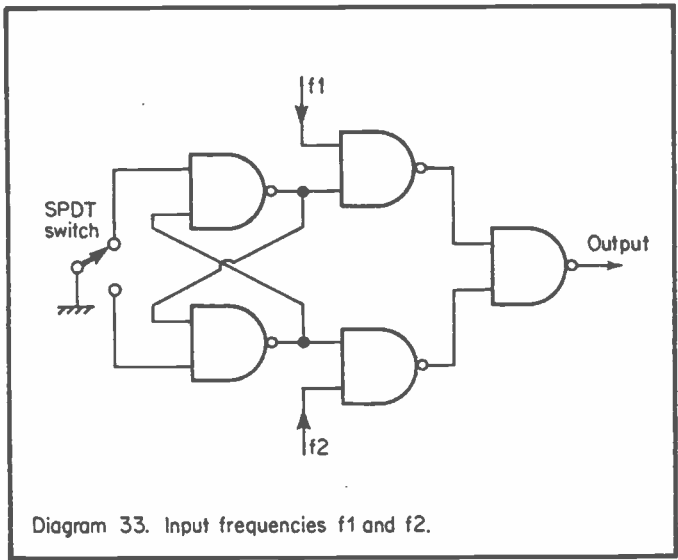 f1
SPDT
switch
Output
f2
Diagram 33. Input frequencies f1 and f2.